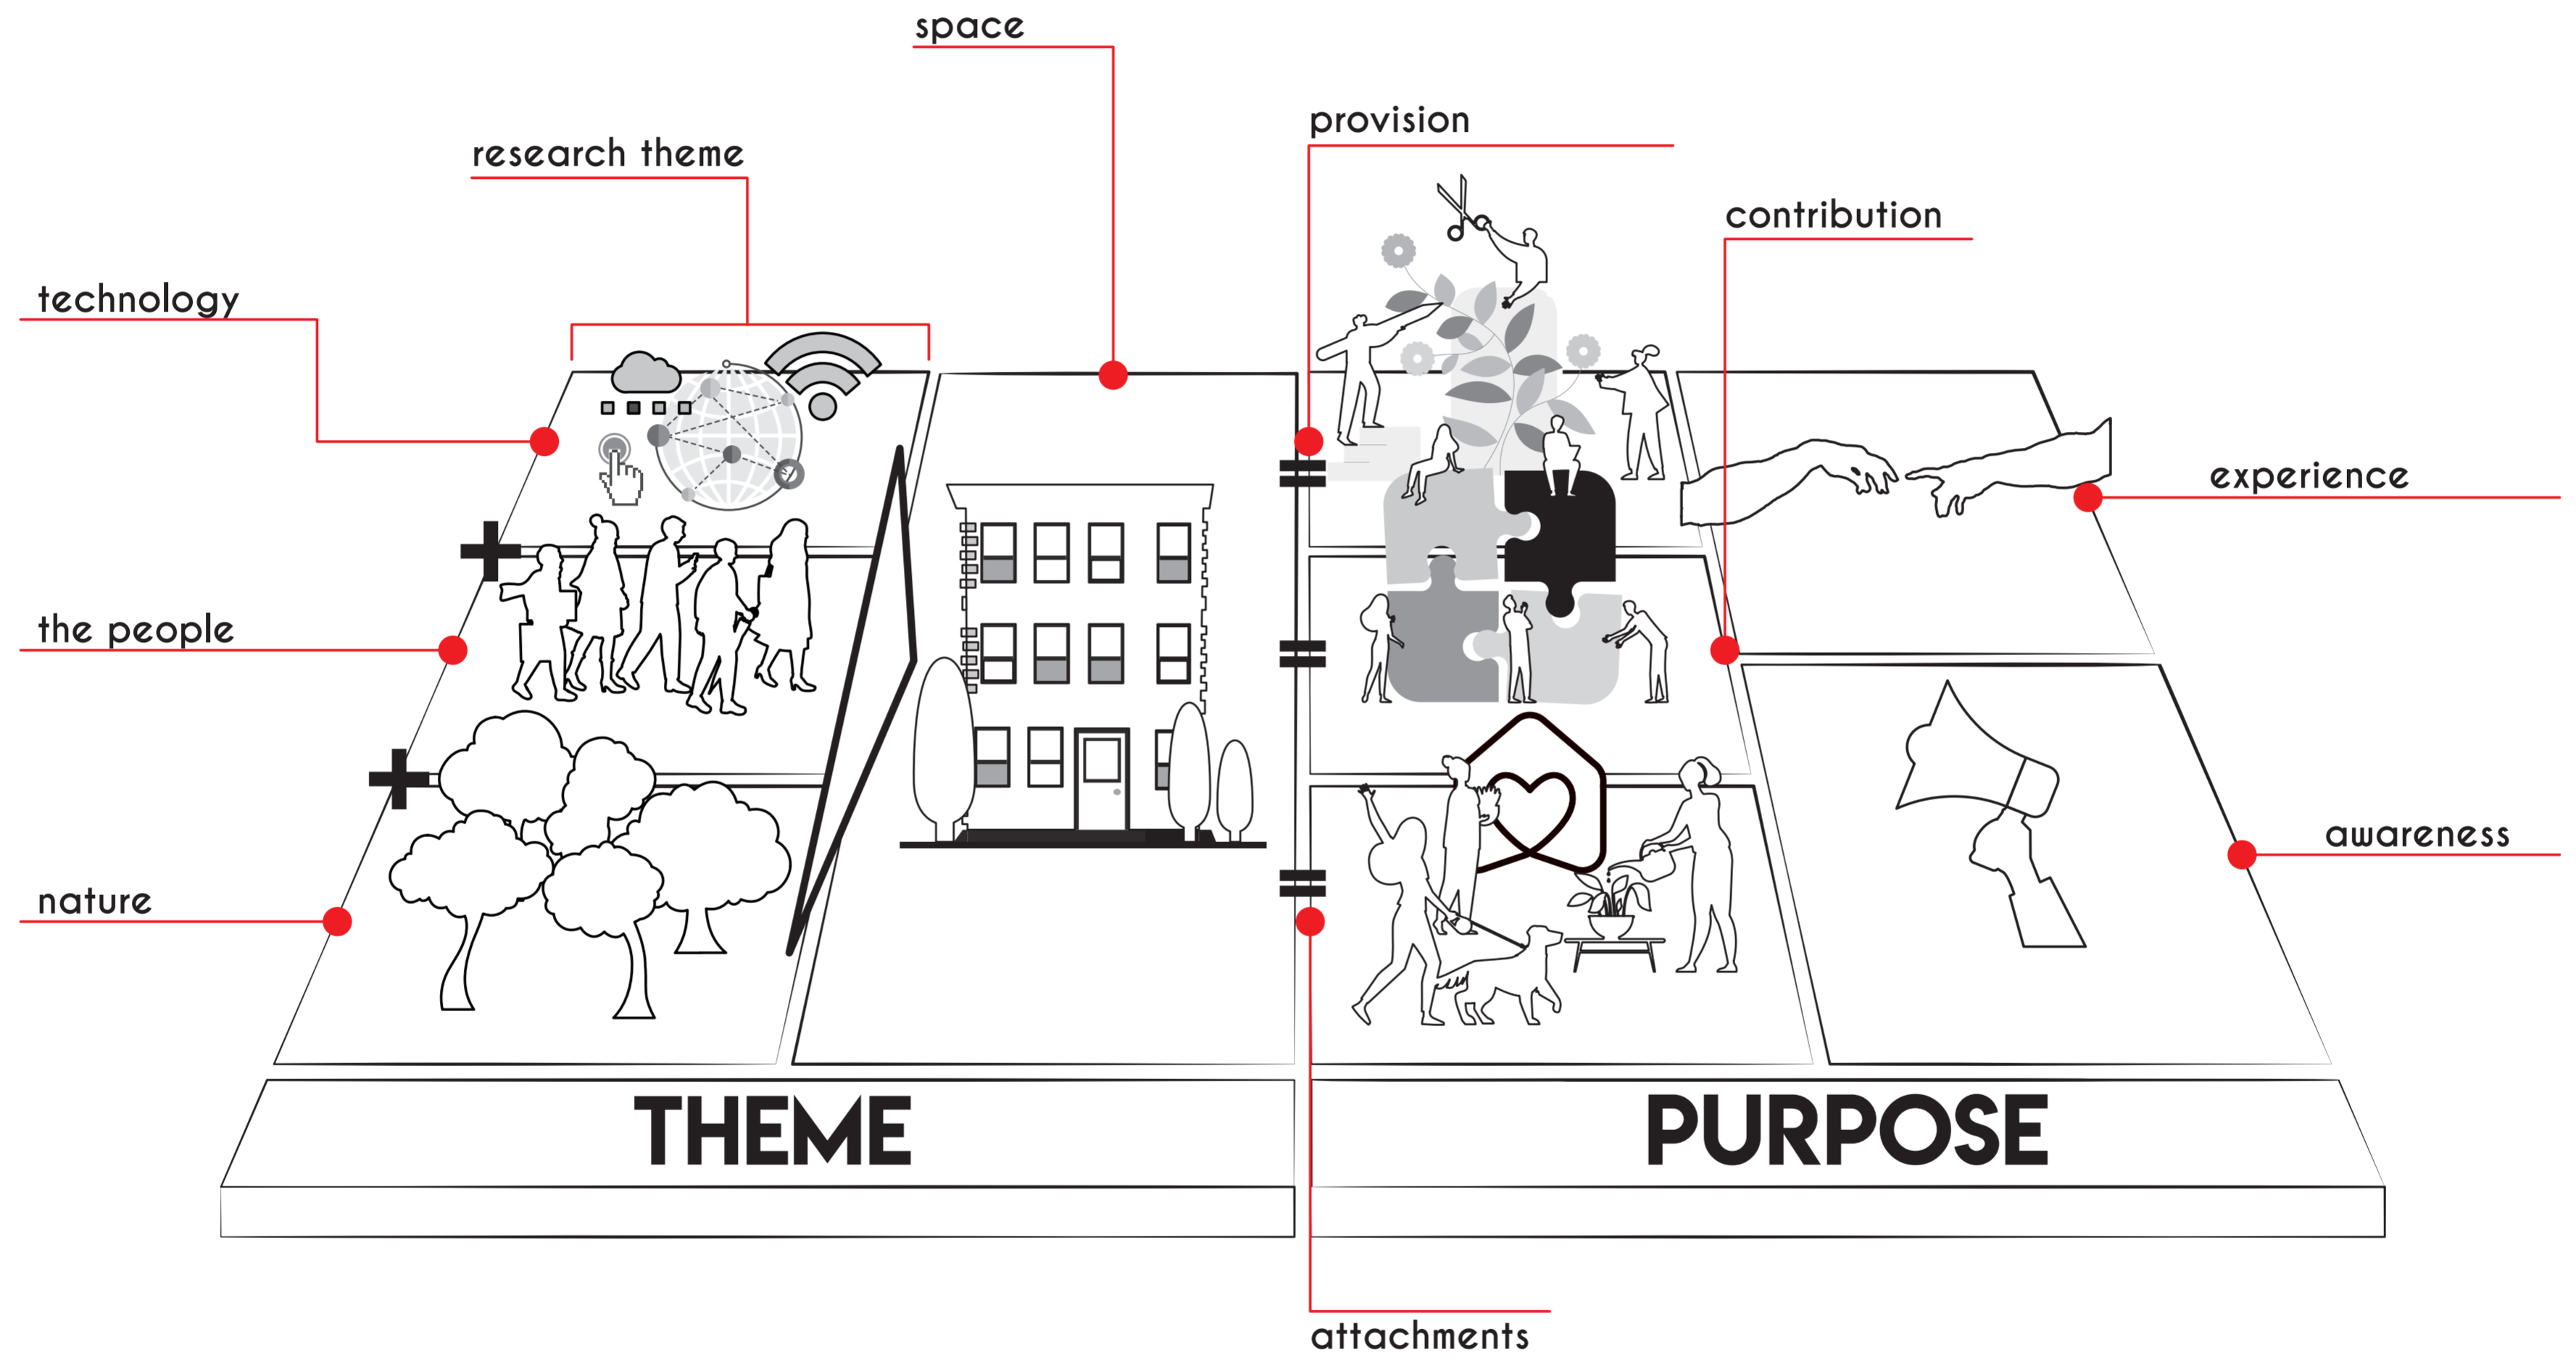 space
provision
research theme
contribution
technology
experience
the people
awareness
nature
THEME
PURPOSE
attachments